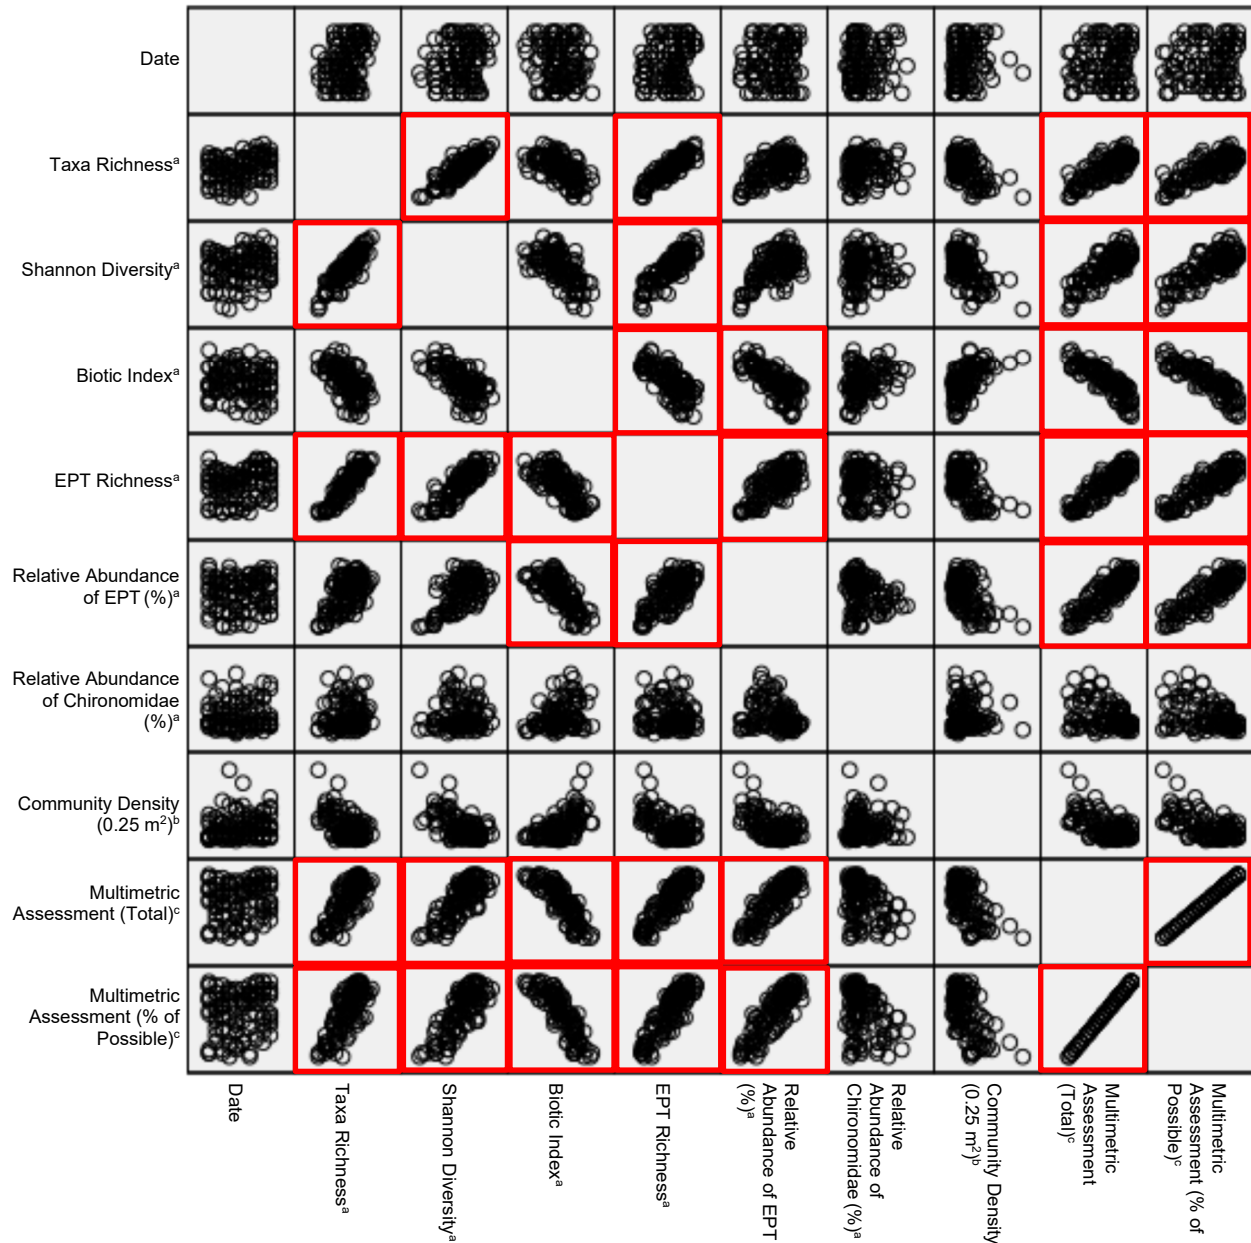 Date
Taxa Richnessᵃ
Shannon Diversityᵃ
Biotic Indexᵃ
EPT Richnessᵃ
Relative Abundance
of EPT (%)ᵃ
Relative Abundance
of Chironomidae
(%)ᵃ
Community Density
(0.25 m²)ᵇ
Multimetric
Assessment (Total)ᶜ
Multimetric
Assessment (% of
Possible)ᶜ
Date
Taxa Richnessᵃ
Shannon Diversityᵃ
Biotic Indexᵃ
EPT Richnessᵃ
Relative
Abundance of EPT
(%)ᵃ
Relative
Abundance of
Chironomidae (%)ᵃ
Community Density
(0.25 m²)ᵇ
Multimetric
Assessment
(Total)ᶜ
Multimetric
Assessment (% of
Possible)ᶜ